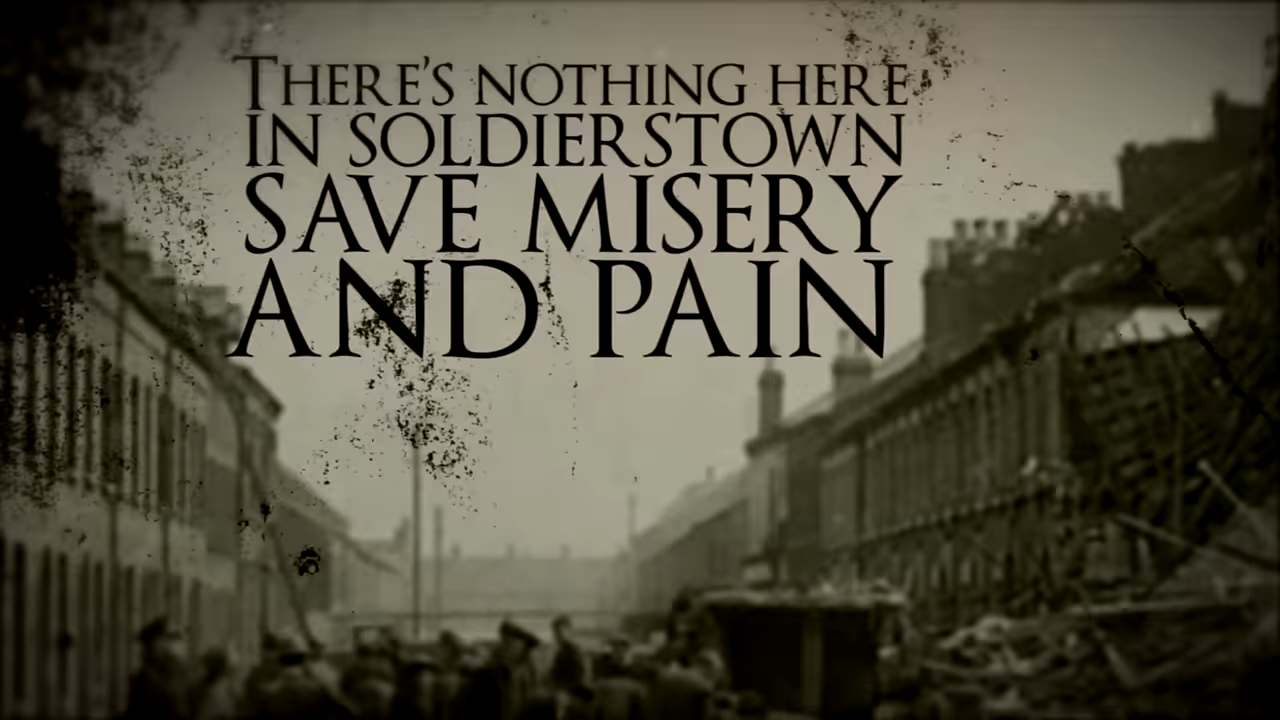 There's nothing here
in Soldierstown
save misery
and pain